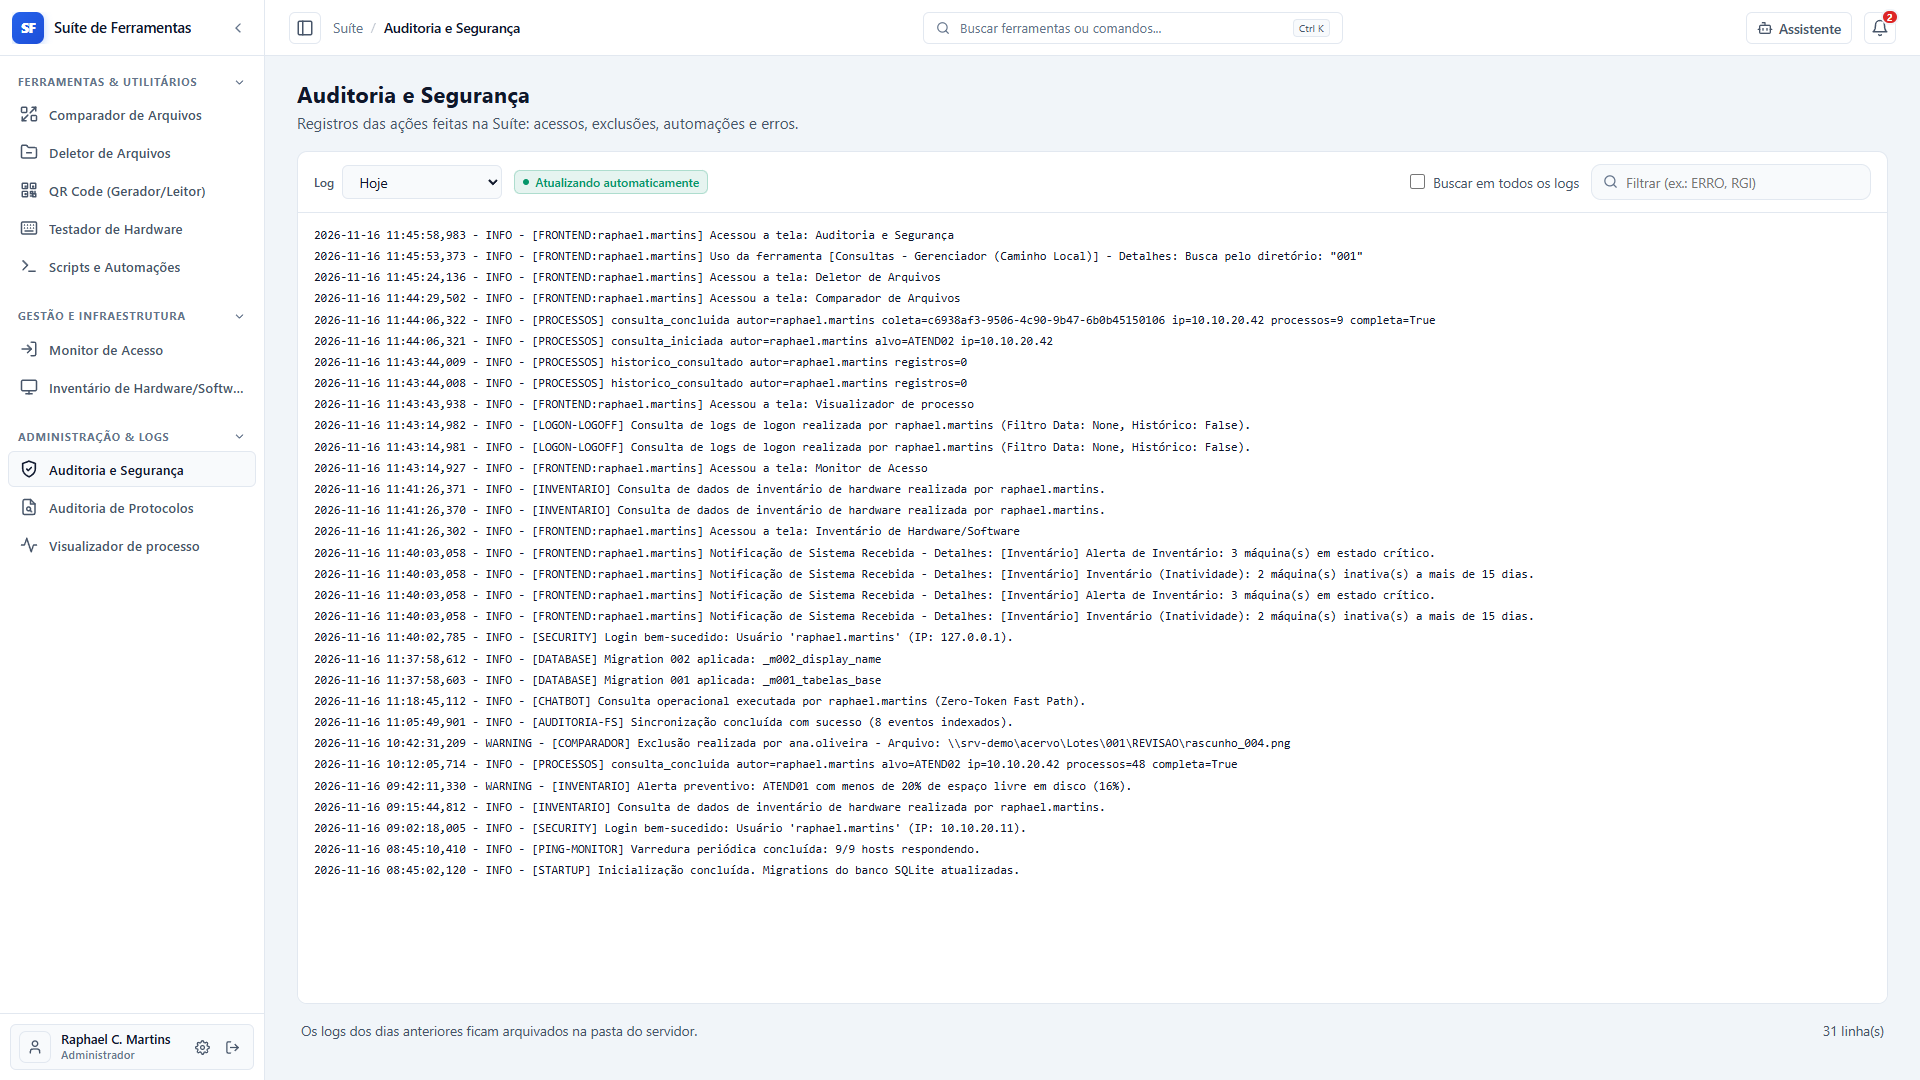 SF Suíte de Ferramentas
FERRAMENTAS & UTILITÁRIOS
Comparador de Arquivos
Deletor de Arquivos
QR Code (Gerador/Leitor)
Testador de Hardware
Scripts e Automações
GESTÃO E INFRAESTRUTURA
Monitor de Acesso
Inventário de Hardware/Softw...
ADMINISTRAÇÃO & LOGS
Auditoria e Segurança
Auditoria de Protocolos
Visualizador de processo
Raphael C. Martins
Administrador
Suíte / Auditoria e Segurança
Buscar ferramentas ou comandos...
Ctrl K
Assistente
2
Auditoria e Segurança
Registros das ações feitas na Suíte: acessos, exclusões, automações e erros.
Log
Hoje
Atualizando automaticamente
Buscar em todos os logs
Filtrar (ex.: ERRO, RGI)
2026-11-16 11:45:58,983 - INFO - [FRONTEND:raphael.martins] Acessou a tela: Auditoria e Segurança
2026-11-16 11:45:53,373 - INFO - [FRONTEND:raphael.martins] Uso da ferramenta [Consultas - Gerenciador (Caminho Local)] - Detalhes: Busca pelo diretório: "001"
2026-11-16 11:45:24,136 - INFO - [FRONTEND:raphael.martins] Acessou a tela: Deletor de Arquivos
2026-11-16 11:44:29,502 - INFO - [FRONTEND:raphael.martins] Acessou a tela: Comparador de Arquivos
2026-11-16 11:44:06,322 - INFO - [PROCESSOS] consulta_concluida autor=raphael.martins coleta=c6938af3-9506-4c90-9b47-6b0b45150106 ip=10.10.20.42 processos=9 completa=True
2026-11-16 11:44:06,321 - INFO - [PROCESSOS] consulta_iniciada autor=raphael.martins alvo=ATEND02 ip=10.10.20.42
2026-11-16 11:43:44,009 - INFO - [PROCESSOS] historico_consultado autor=raphael.martins registros=0
2026-11-16 11:43:44,008 - INFO - [PROCESSOS] historico_consultado autor=raphael.martins registros=0
2026-11-16 11:43:43,938 - INFO - [FRONTEND:raphael.martins] Acessou a tela: Visualizador de processo
2026-11-16 11:43:14,982 - INFO - [LOGON-LOGOFF] Consulta de logs de logon realizada por raphael.martins (Filtro Data: None, Histórico: False).
2026-11-16 11:43:14,981 - INFO - [LOGON-LOGOFF] Consulta de logs de logon realizada por raphael.martins (Filtro Data: None, Histórico: False).
2026-11-16 11:43:14,927 - INFO - [FRONTEND:raphael.martins] Acessou a tela: Monitor de Acesso
2026-11-16 11:41:26,371 - INFO - [INVENTARIO] Consulta de dados de inventário de hardware realizada por raphael.martins.
2026-11-16 11:41:26,370 - INFO - [INVENTARIO] Consulta de dados de inventário de hardware realizada por raphael.martins.
2026-11-16 11:41:26,302 - INFO - [FRONTEND:raphael.martins] Acessou a tela: Inventário de Hardware/Software
2026-11-16 11:40:03,058 - INFO - [FRONTEND:raphael.martins] Notificação de Sistema Recebida - Detalhes: [Inventário] Alerta de Inventário: 3 máquina(s) em estado crítico.
2026-11-16 11:40:03,058 - INFO - [FRONTEND:raphael.martins] Notificação de Sistema Recebida - Detalhes: [Inventário] Inventário (Inatividade): 2 máquina(s) inativa(s) a mais de 15 dias.
2026-11-16 11:40:03,058 - INFO - [FRONTEND:raphael.martins] Notificação de Sistema Recebida - Detalhes: [Inventário] Alerta de Inventário: 3 máquina(s) em estado crítico.
2026-11-16 11:40:03,058 - INFO - [FRONTEND:raphael.martins] Notificação de Sistema Recebida - Detalhes: [Inventário] Inventário (Inatividade): 2 máquina(s) inativa(s) a mais de 15 dias.
2026-11-16 11:40:02,785 - INFO - [SECURITY] Login bem-sucedido: Usuário 'raphael.martins' (IP: 127.0.0.1).
2026-11-16 11:37:58,612 - INFO - [DATABASE] Migration 002 aplicada: _m002_display_name
2026-11-16 11:37:58,603 - INFO - [DATABASE] Migration 001 aplicada: _m001_tabelas_base
2026-11-16 11:18:45,112 - INFO - [CHATBOT] Consulta operacional executada por raphael.martins (Zero-Token Fast Path).
2026-11-16 11:05:49,901 - INFO - [AUDITORIA-FS] Sincronização concluída com sucesso (8 eventos indexados).
2026-11-16 10:42:31,209 - WARNING - [COMPARADOR] Exclusão realizada por ana.oliveira - Arquivo: \\srv-demo\acervo\Lotes\001\REVISAO\rascunho_004.png
2026-11-16 10:12:05,714 - INFO - [PROCESSOS] consulta_concluida autor=raphael.martins alvo=ATEND02 ip=10.10.20.42 processos=48 completa=True
2026-11-16 09:42:11,330 - WARNING - [INVENTARIO] Alerta preventivo: ATEND01 com menos de 20% de espaço livre em disco (16%).
2026-11-16 09:15:44,812 - INFO - [INVENTARIO] Consulta de dados de inventário de hardware realizada por raphael.martins.
2026-11-16 09:02:18,005 - INFO - [SECURITY] Login bem-sucedido: Usuário 'raphael.martins' (IP: 10.10.20.11).
2026-11-16 08:45:10,410 - INFO - [PING-MONITOR] Varredura periódica concluída: 9/9 hosts respondendo.
2026-11-16 08:45:02,120 - INFO - [STARTUP] Inicialização concluída. Migrations do banco SQLite atualizadas.
Os logs dos dias anteriores ficam arquivados na pasta do servidor.
31 linha(s)